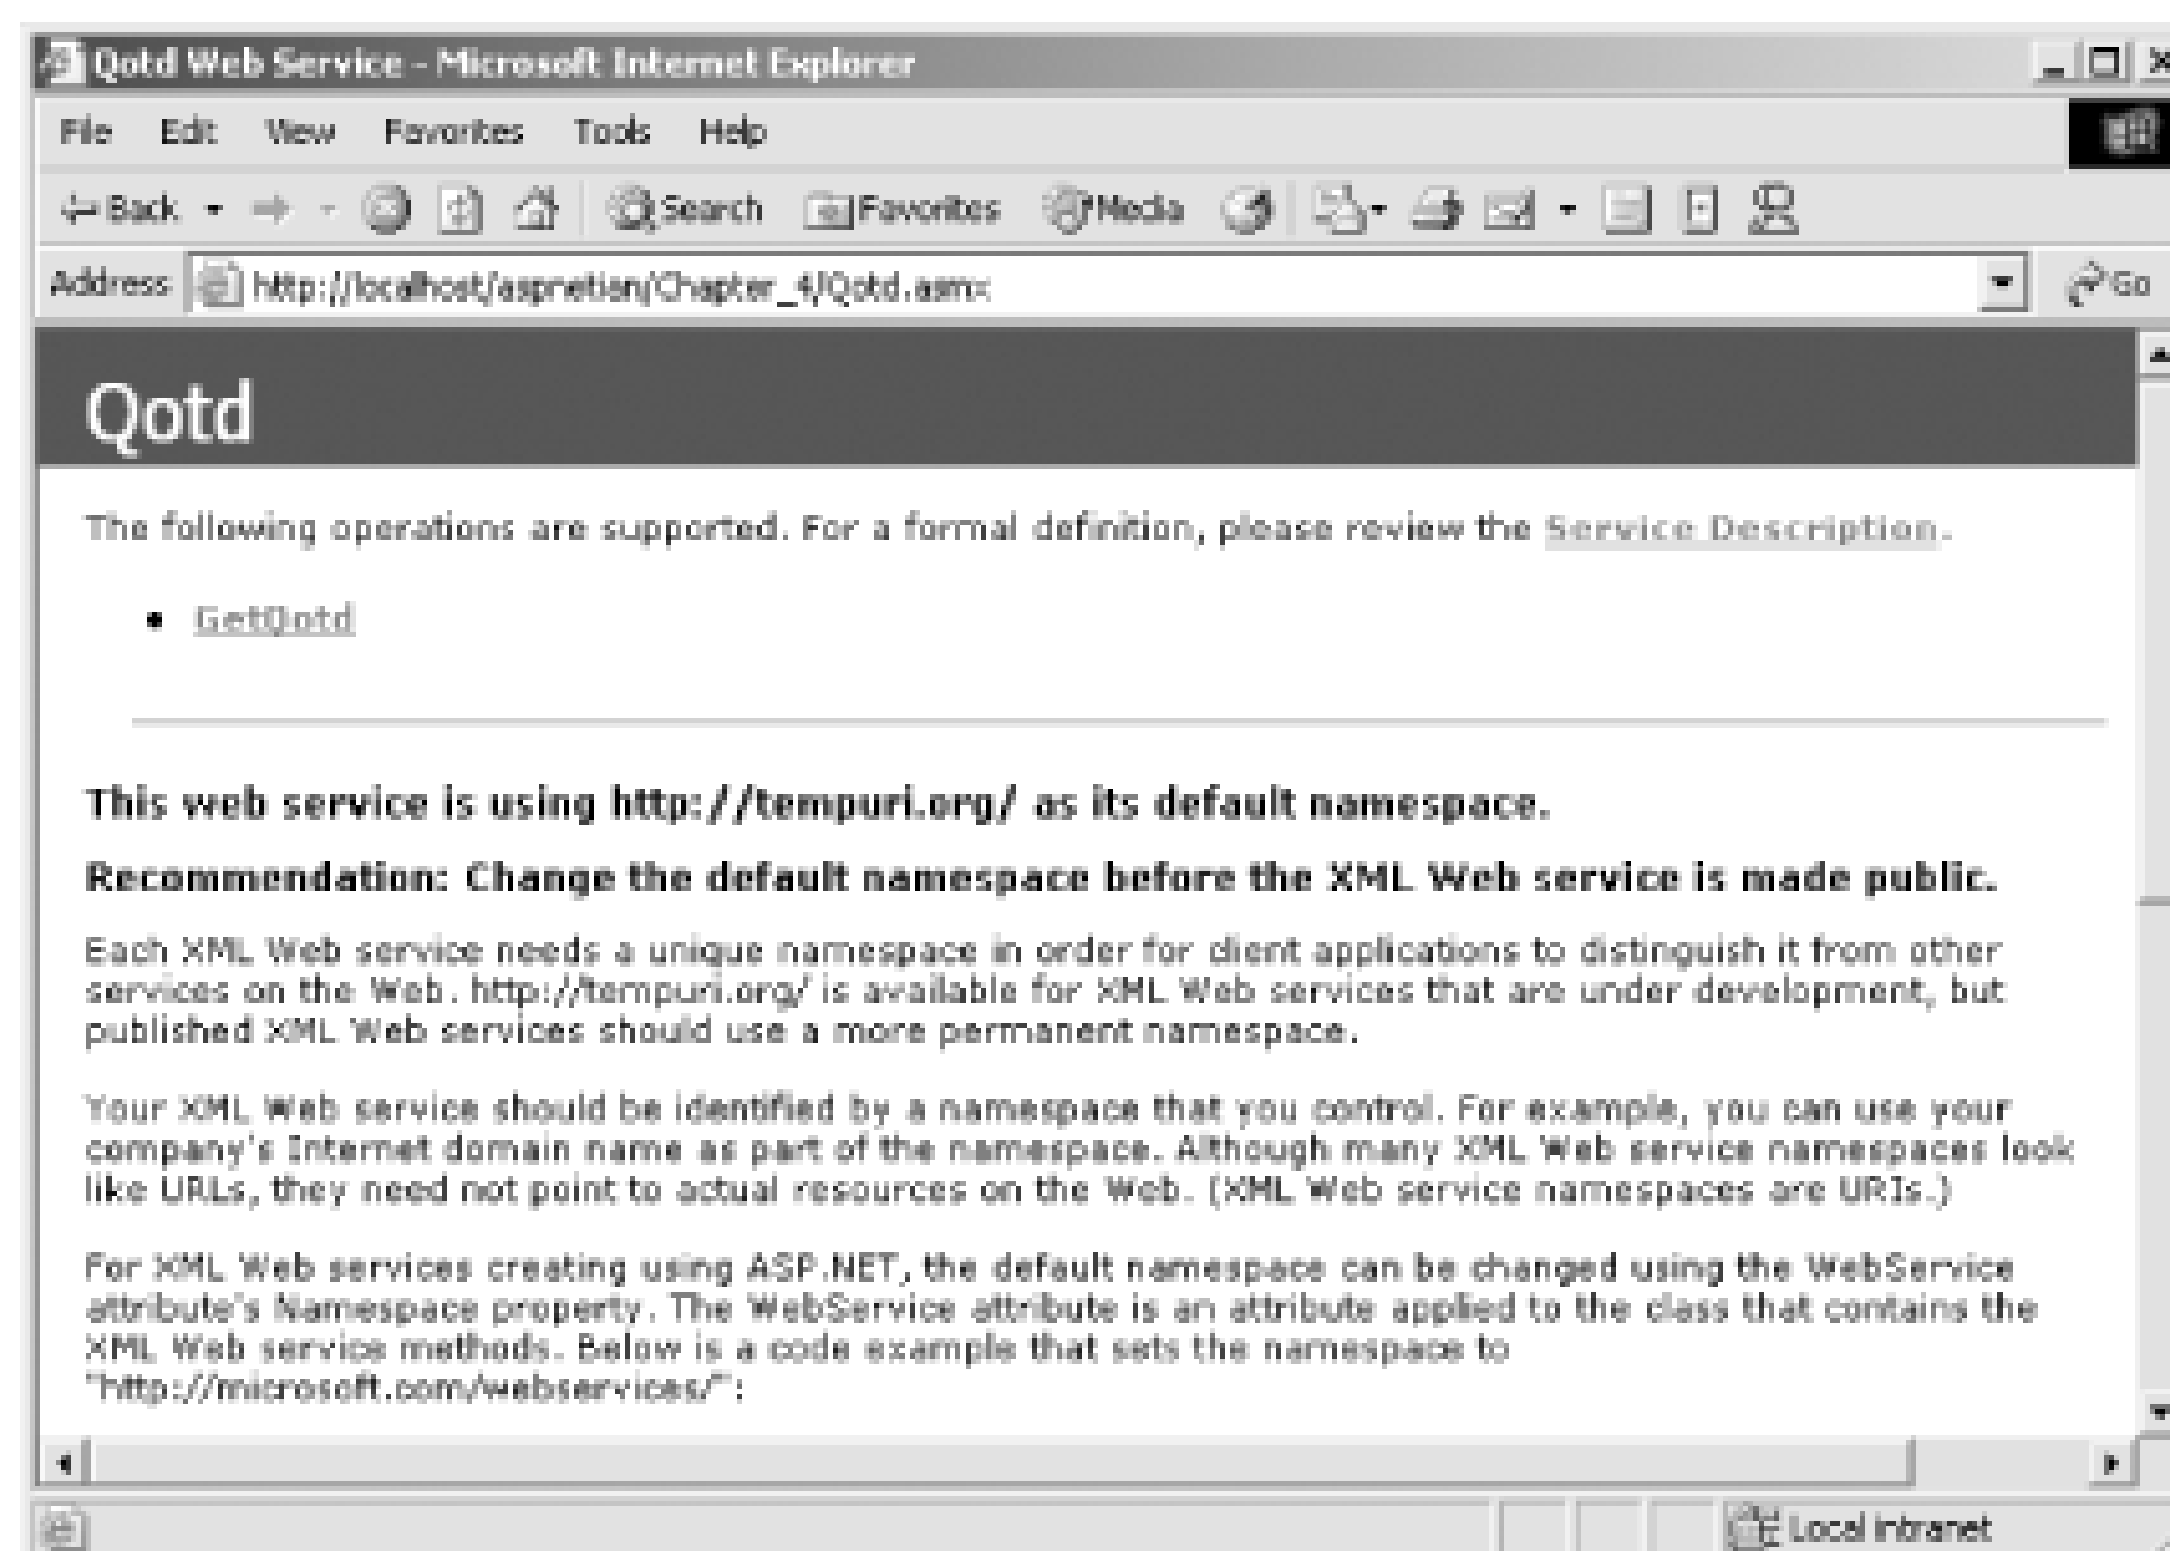 Qotd Web Service - Microsoft Internet Explorer
File Edit View Favorites Tools Help
Back Search Favorites Media
Address http://localhost/aspnetian/Chapter_4/Qotd.asmx Go
Qotd
The following operations are supported. For a formal definition, please review the Service Description.
• GetQotd
This web service is using http://tempuri.org/ as its default namespace.
Recommendation: Change the default namespace before the XML Web service is made public.
Each XML Web service needs a unique namespace in order for client applications to distinguish it from other
services on the Web. http://tempuri.org/ is available for XML Web services that are under development, but
published XML Web services should use a more permanent namespace.
Your XML Web service should be identified by a namespace that you control. For example, you can use your
company's Internet domain name as part of the namespace. Although many XML Web service namespaces look
like URLs, they need not point to actual resources on the Web. (XML Web service namespaces are URIs.)
For XML Web services creating using ASP.NET, the default namespace can be changed using the WebService
attribute's Namespace property. The WebService attribute is an attribute applied to the class that contains the
XML Web service methods. Below is a code example that sets the namespace to
"http://microsoft.com/webservices/":
Local intranet